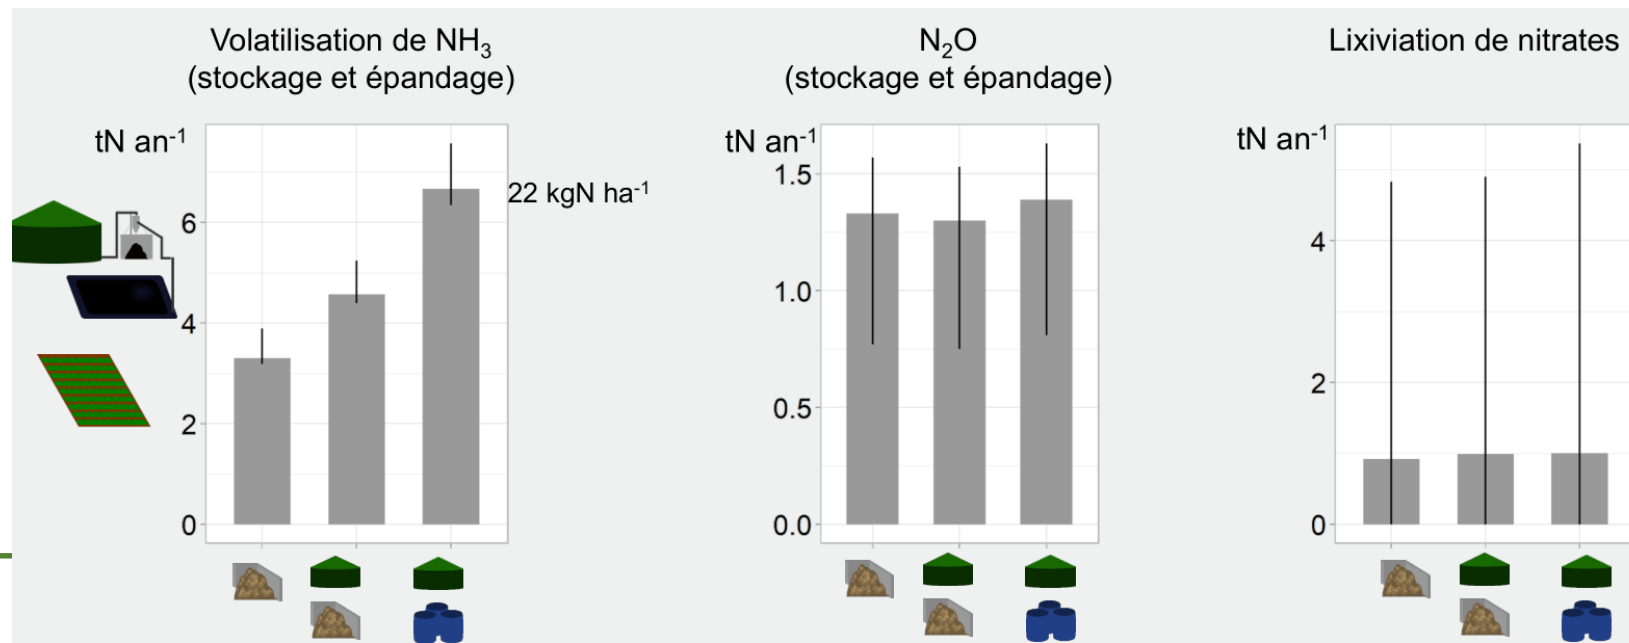 Volatilisation de NH₃
(stockage et épandage)
tN an⁻¹
6
4
2
0
22 kgN ha⁻¹
N₂O
(stockage et épandage)
tN an⁻¹
1.5
1.0
0.5
0.0
Lixiviation de nitrates
tN an⁻¹
4
2
0